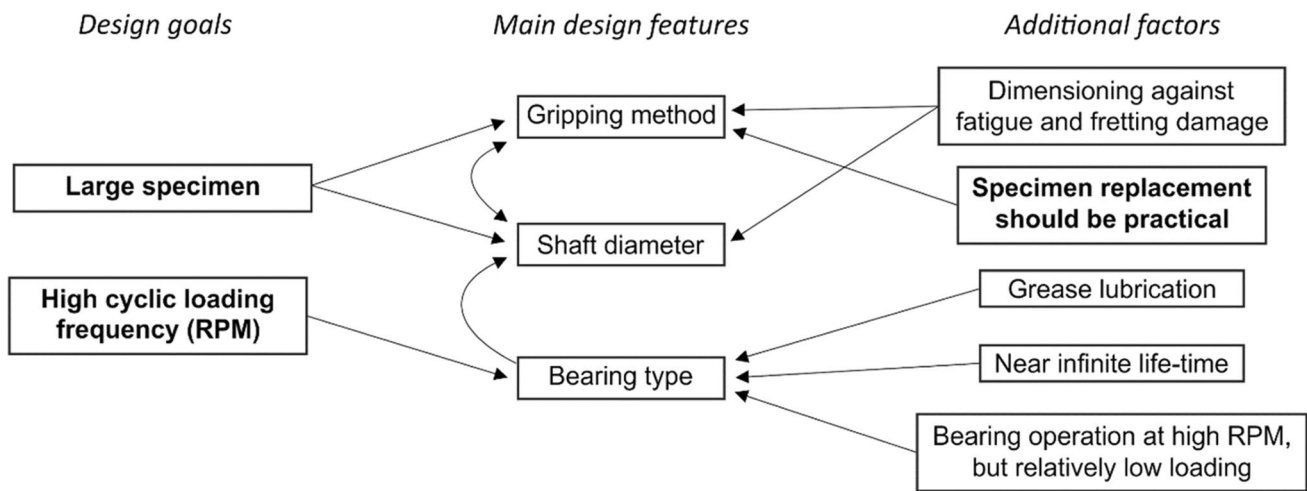 Design goals
Main design features
Additional factors
Large specimen
High cyclic loading
frequency (RPM)
Gripping method
Shaft diameter
Bearing type
Dimensioning against
fatigue and fretting damage
Specimen replacement
should be practical
Grease lubrication
Near infinite life-time
Bearing operation at high RPM,
but relatively low loading